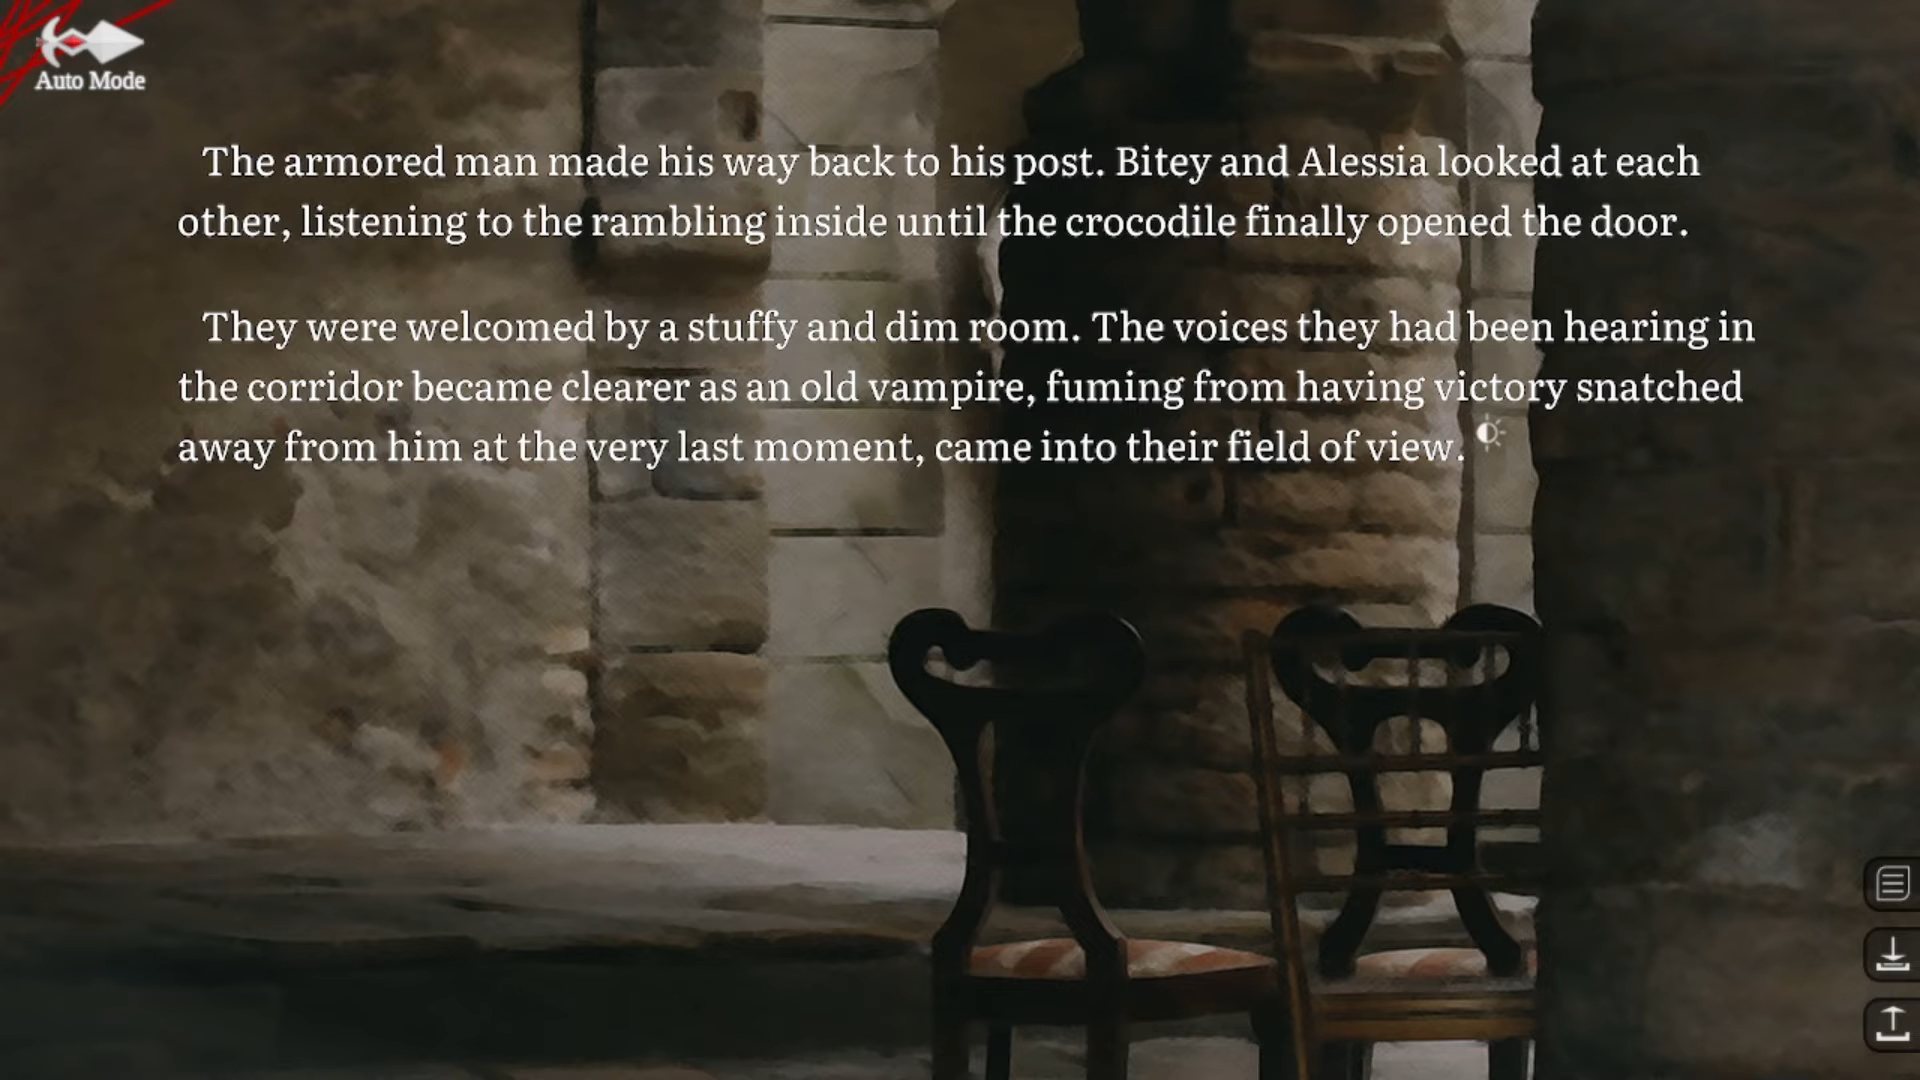 Auto Mode
The armored man made his way back to his post. Bitey and Alessia looked at each
other, listening to the rambling inside until the crocodile finally opened the door.
They were welcomed by a stuffy and dim room. The voices they had been hearing in
the corridor became clearer as an old vampire, fuming from having victory snatched
away from him at the very last moment, came into their field of view.